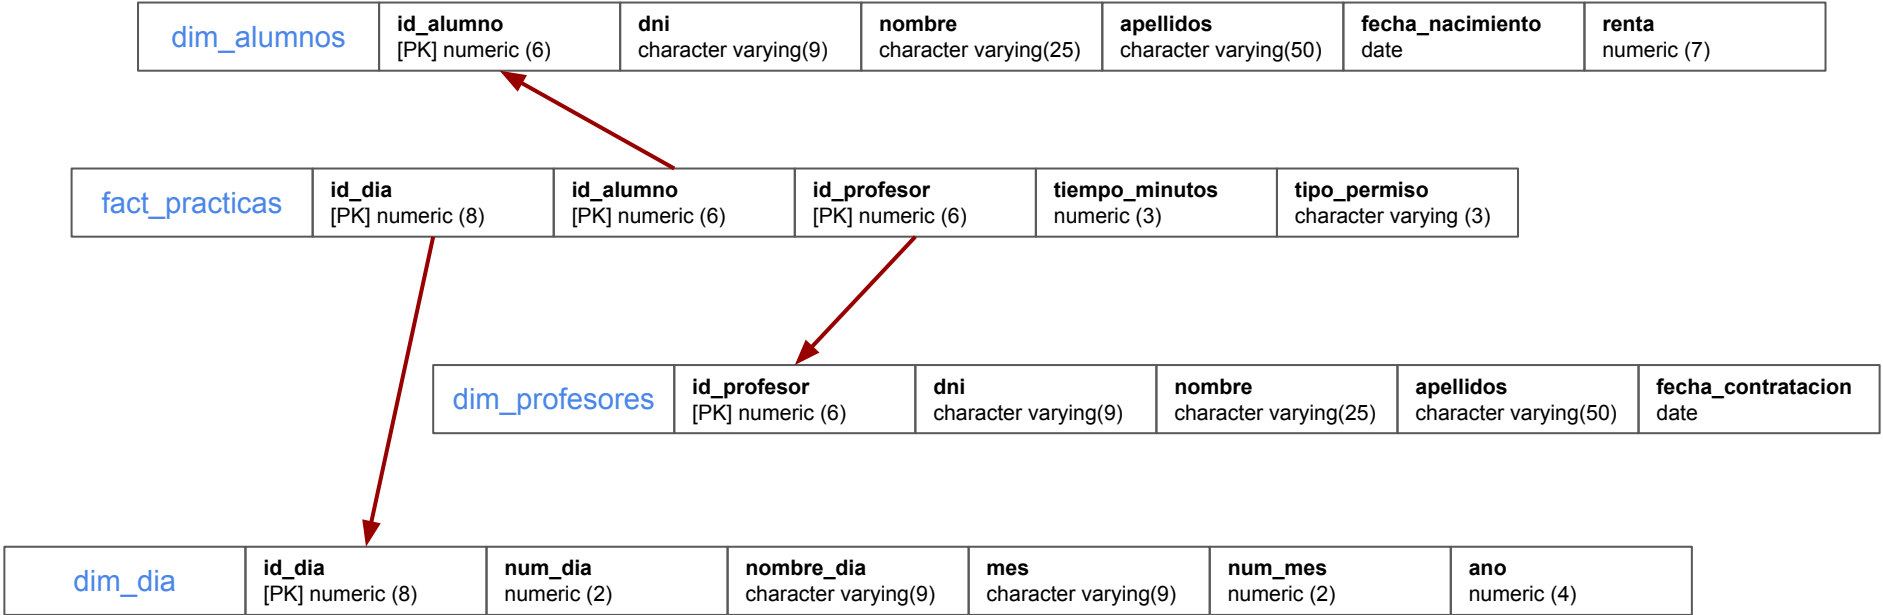 dim_alumnos
id_alumno
[PK] numeric (6)
dni
character varying(9)
nombre
character varying(25)
apellidos
character varying(50)
fecha_nacimiento
date
renta
numeric (7)
fact_practicas
id_dia
[PK] numeric (8)
id_alumno
[PK] numeric (6)
id_profesor
[PK] numeric (6)
tiempo_minutos
numeric (3)
tipo_permiso
character varying (3)
dim_profesores
id_profesor
[PK] numeric (6)
dni
character varying(9)
nombre
character varying(25)
apellidos
character varying(50)
fecha_contratacion
date
dim_dia
id_dia
[PK] numeric (8)
num_dia
numeric (2)
nombre_dia
character varying(9)
mes
character varying(9)
num_mes
numeric (2)
ano
numeric (4)